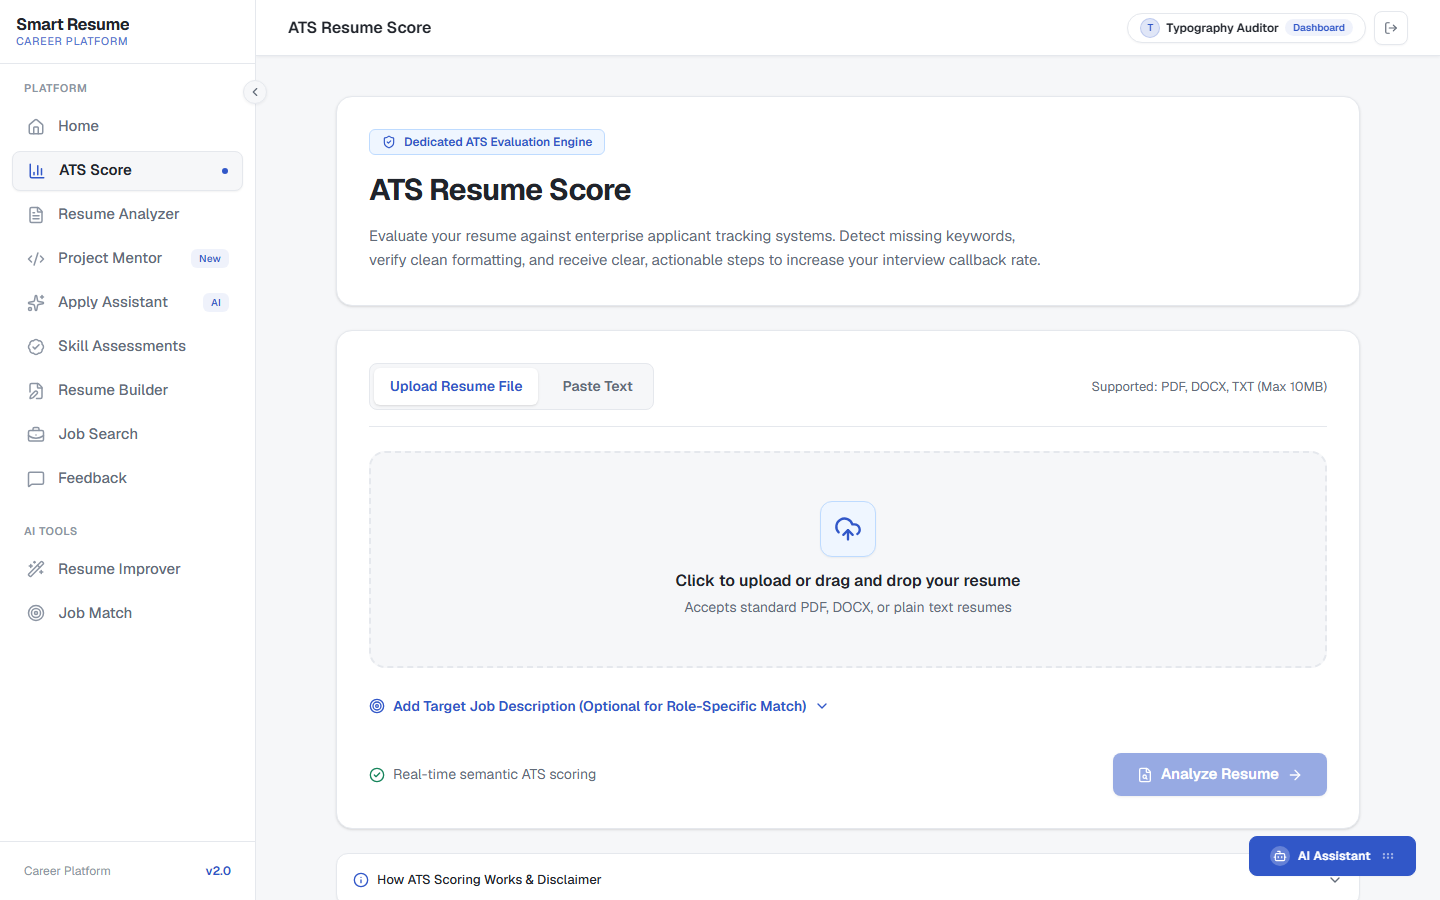 Smart Resume
CAREER PLATFORM
PLATFORM
Home
ATS Score
Resume Analyzer
Project Mentor New
Apply Assistant AI
Skill Assessments
Resume Builder
Job Search
Feedback
AI TOOLS
Resume Improver
Job Match
Career Platform v2.0
ATS Resume Score
T Typography Auditor Dashboard
Dedicated ATS Evaluation Engine
ATS Resume Score
Evaluate your resume against enterprise applicant tracking systems. Detect missing keywords,
verify clean formatting, and receive clear, actionable steps to increase your interview callback rate.
Upload Resume File Paste Text Supported: PDF, DOCX, TXT (Max 10MB)
Click to upload or drag and drop your resume
Accepts standard PDF, DOCX, or plain text resumes
Add Target Job Description (Optional for Role-Specific Match)
Real-time semantic ATS scoring Analyze Resume
AI Assistant
How ATS Scoring Works & Disclaimer